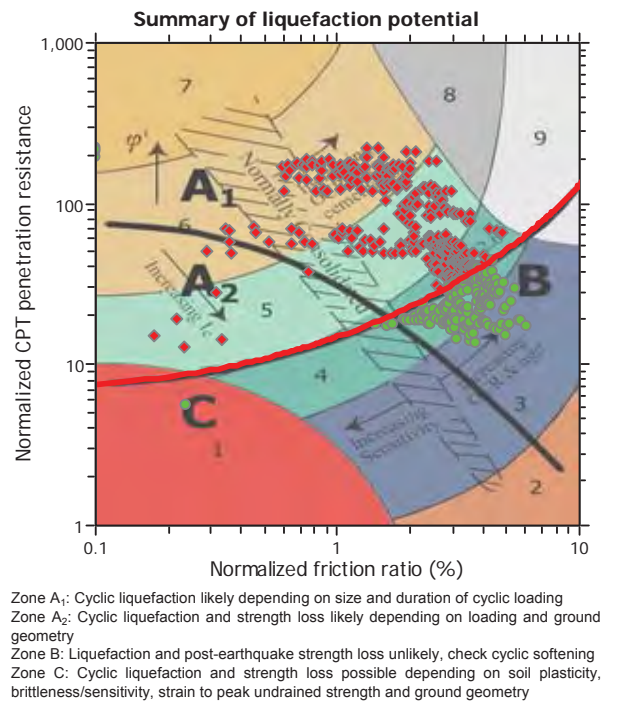 Summary of liquefaction potential
1,000
7
8
9
φ'
Normally Consolidated
A1
100
6
A2
Increasing Ic
5
B
10
4
Increasing
Sensitivity
3
C
1
2
1
0.1
1
10
Normalized CPT penetration resistance
Normalized friction ratio (%)
Zone A1: Cyclic liquefaction likely depending on size and duration of cyclic loading
Zone A2: Cyclic liquefaction and strength loss likely depending on loading and ground
geometry
Zone B: Liquefaction and post-earthquake strength loss unlikely, check cyclic softening
Zone C: Cyclic liquefaction and strength loss possible depending on soil plasticity,
brittleness/sensitivity, strain to peak undrained strength and ground geometry